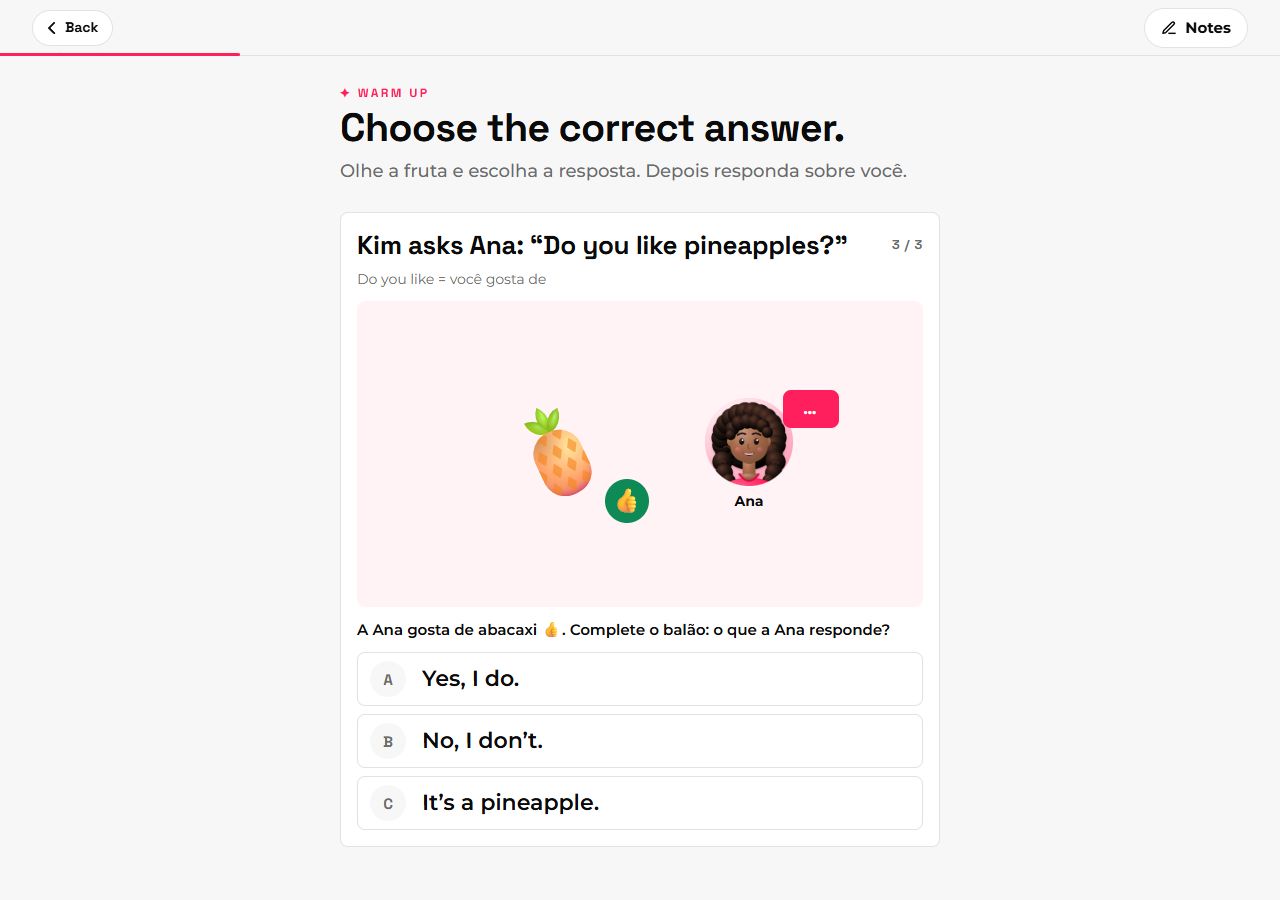 Back
Notes
WARM UP
Choose the correct answer.
Olhe a fruta e escolha a resposta. Depois responda sobre você.
Kim asks Ana: “Do you like pineapples?”
3 / 3
Do you like = você gosta de
...
Ana
A Ana gosta de abacaxi 👍. Complete o balão: o que a Ana responde?
A Yes, I do.
B No, I don’t.
C It’s a pineapple.